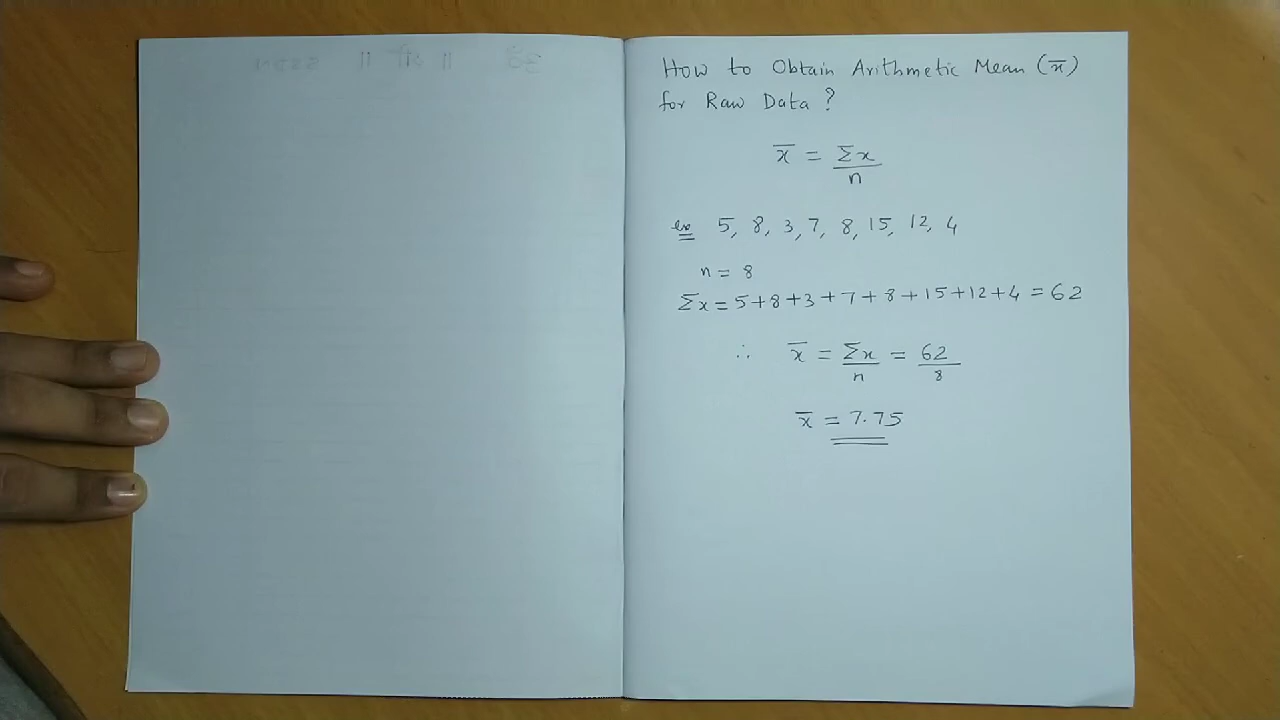 How to Obtain Arithmetic Mean (x̅)
for Raw Data ?
x̅ = Σx/n
ex 5, 8, 3, 7, 8, 15, 12, 4
n = 8
Σx = 5+8+3+7+8+15+12+4 = 62
∴ x̅ = Σx/n = 62/8
x̅ = 7.75